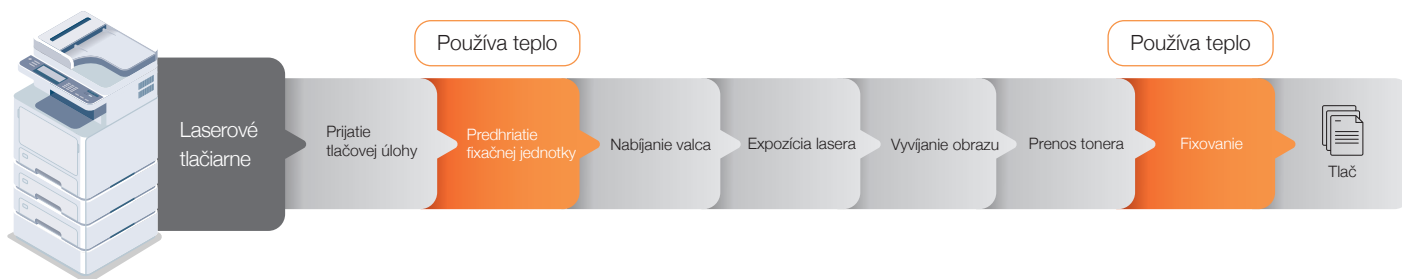 Používa teplo
Používa teplo
Laserové
tlačiarne
Prijatie
tlačovej úlohy
Predhriatie
fixačnej jednotky
Nabíjanie valca
Expozícia lasera
Vyvíjanie obrazu
Prenos tonera
Fixovanie
Tlač